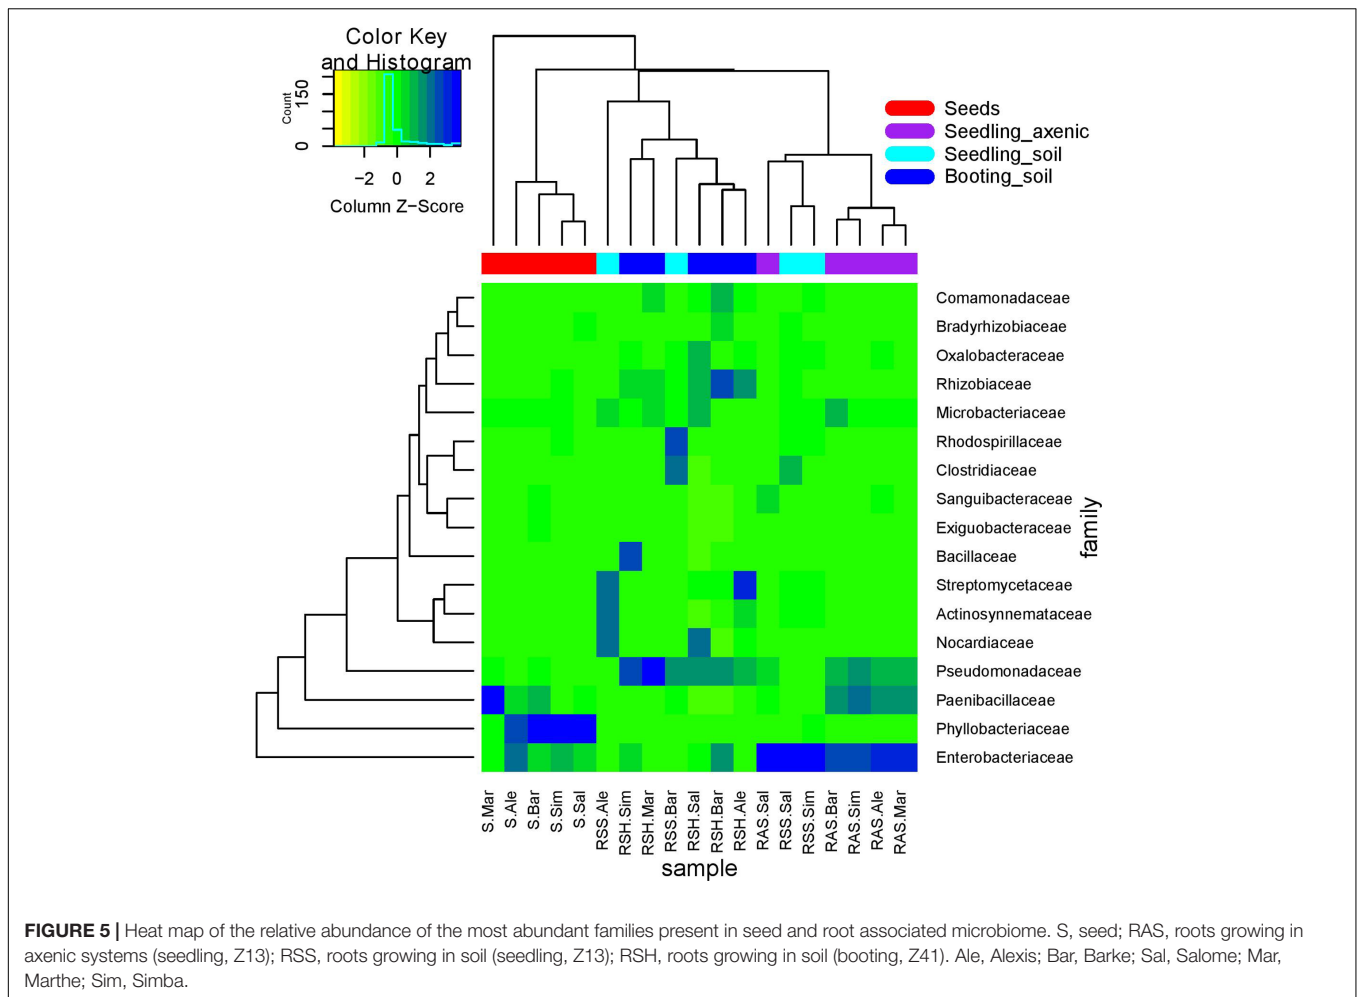 Color Key
and Histogram
Count
0
150
−2 0 2
Column Z−Score
Seeds
Seedling_axenic
Seedling_soil
Booting_soil
Comamonadaceae
Bradyrhizobiaceae
Oxalobacteraceae
Rhizobiaceae
Microbacteriaceae
Rhodospirillaceae
Clostridiaceae
Sanguibacteraceae
Exiguobacteraceae
Bacillaceae
Streptomycetaceae
Actinosynnemataceae
Nocardiaceae
Pseudomonadaceae
Paenibacillaceae
Phyllobacteriaceae
Enterobacteriaceae
family
S.Mar
S.Ale
S.Bar
S.Sim
S.Sal
RSS.Ale
RSH.Sim
RSH.Mar
RSS.Bar
RSH.Sal
RSH.Bar
RSH.Ale
RAS.Sal
RSS.Sal
RSS.Sim
RAS.Bar
RAS.Sim
RAS.Ale
RAS.Mar
sample
FIGURE 5 | Heat map of the relative abundance of the most abundant families present in seed and root associated microbiome. S, seed; RAS, roots growing in
axenic systems (seedling, Z13); RSS, roots growing in soil (seedling, Z13); RSH, roots growing in soil (booting, Z41). Ale, Alexis; Bar, Barke; Sal, Salome; Mar,
Marthe; Sim, Simba.